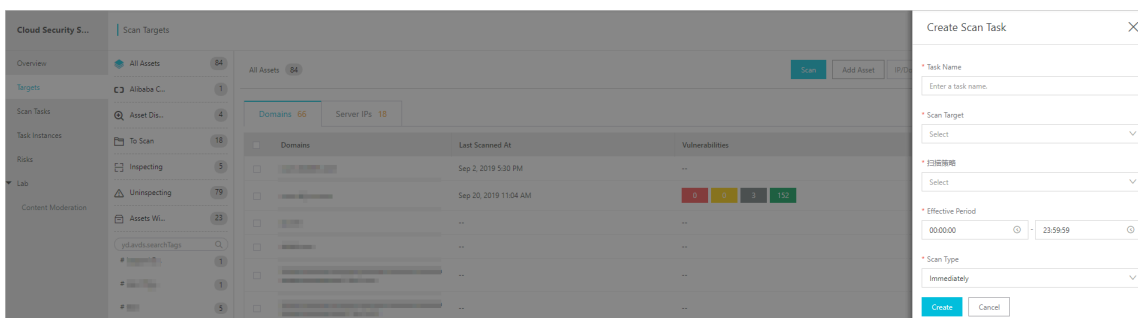 Cloud Security S...
Scan Targets
Create Scan Task
Overview
Targets
Scan Tasks
Task Instances
Risks
Lab
Content Moderation
All Assets 84
Alibaba C... 1
Asset Dis... 4
To Scan 18
Inspecting 5
Uninspecting 79
Assets Wi... 23
yd.avds.searchTags
# 1
# 1
# 5
All Assets 84
Scan
Add Asset
Domains 66
Server IPs 18
Domains Last Scanned At Vulnerabilities
Sep 2, 2019 5:30 PM --
Sep 20, 2019 11:04 AM 0 0 3 152
-- --
-- --
-- --
-- --
* Task Name
Enter a task name.
* Scan Target
Select
* 扫描策略
Select
* Effective Period
00:00:00 - 23:59:59
* Scan Type
Immediately
Create
Cancel